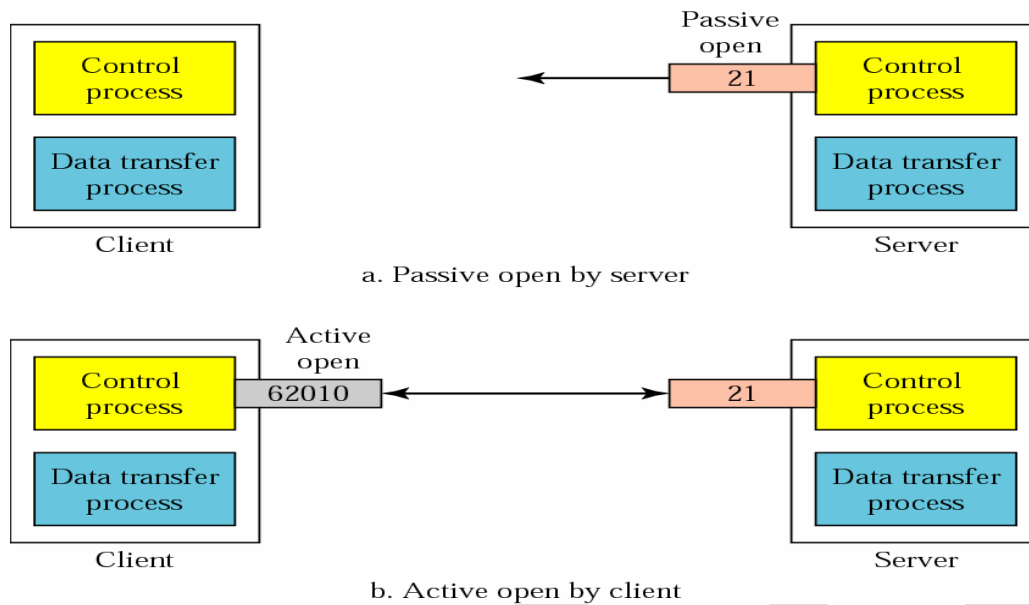 Passive
open
Control
process
21
Control
process
Data transfer
process
Data transfer
process
Client
Server
a. Passive open by server
Active
open
Control
process
62010
21
Control
process
Data transfer
process
Data transfer
process
Client
Server
b. Active open by client